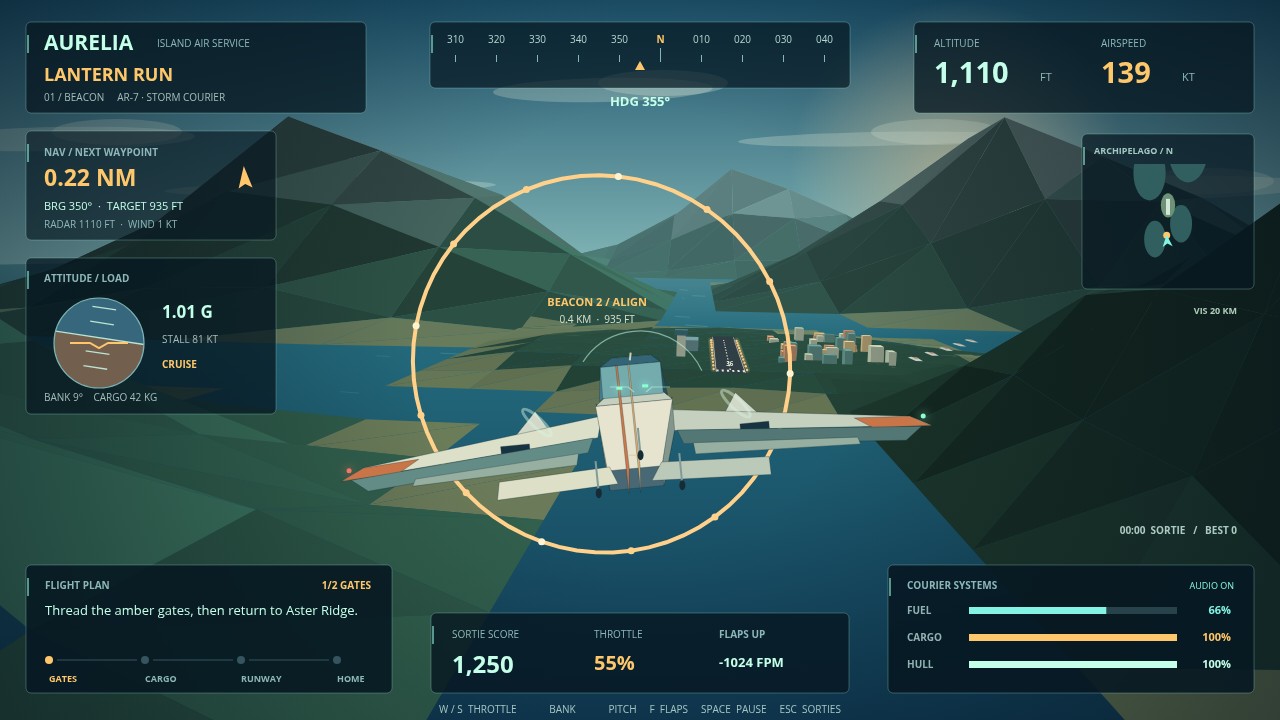 AURELIA ISLAND AIR SERVICE
LANTERN RUN
01 / BEACON AR-7 · STORM COURIER
310 320 330 340 350 N 010 020 030 040
HDG 355°
ALTITUDE AIRSPEED
1,110 FT 139 KT
NAV / NEXT WAYPOINT
0.22 NM
BRG 350° · TARGET 935 FT
RADAR 1110 FT · WIND 1 KT
ARCHIPELAGO / N
VIS 20 KM
ATTITUDE / LOAD
1.01 G
STALL 81 KT
CRUISE
BANK 9° CARGO 42 KG
BEACON 2 / ALIGN
0.4 KM · 935 FT
36
00:00 SORTIE / BEST 0
FLIGHT PLAN 1/2 GATES
Thread the amber gates, then return to Aster Ridge.
GATES CARGO RUNWAY HOME
SORTIE SCORE THROTTLE FLAPS UP
1,250 55% -1024 FPM
COURIER SYSTEMS AUDIO ON
FUEL 66%
CARGO 100%
HULL 100%
W / S THROTTLE BANK PITCH F FLAPS SPACE PAUSE ESC SORTIES